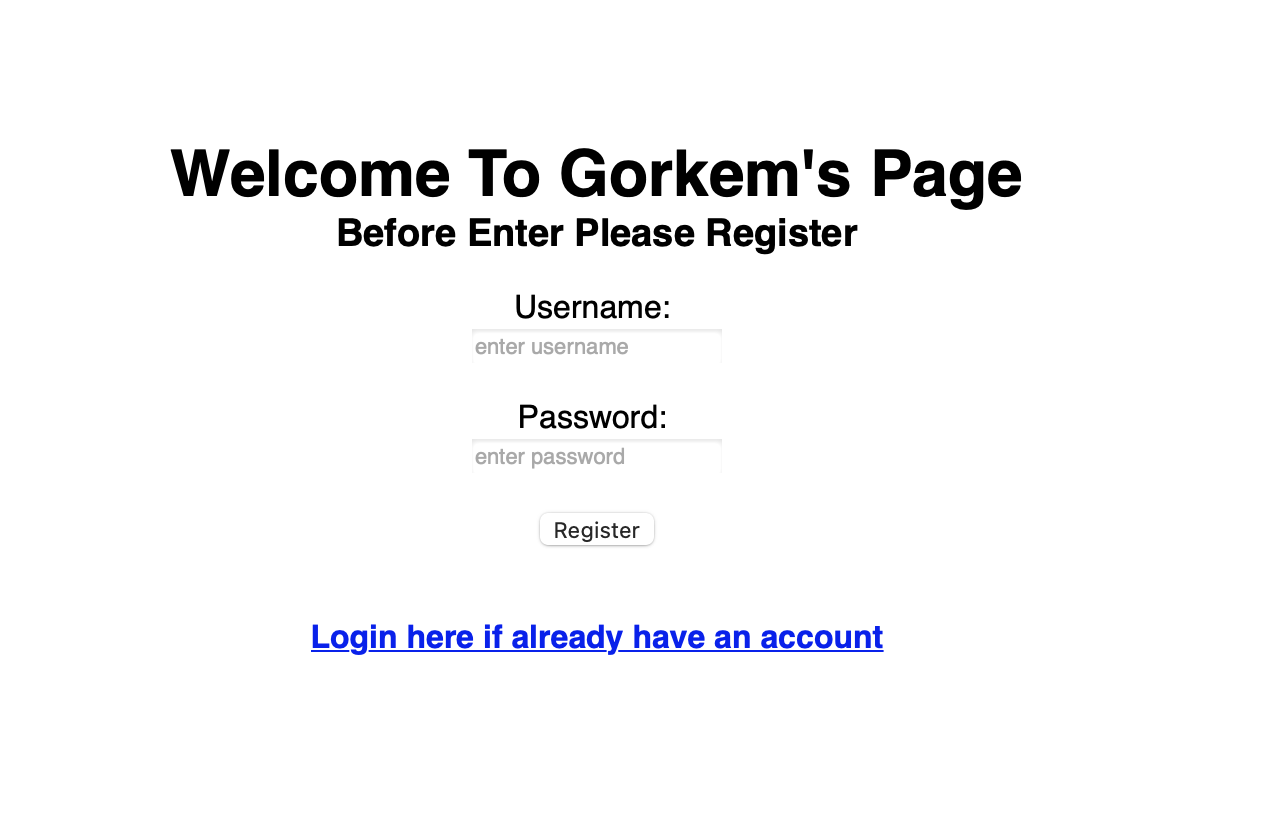 Welcome To Gorkem's Page
Before Enter Please Register
Username:
enter username
Password:
enter password
Register
Login here if already have an account